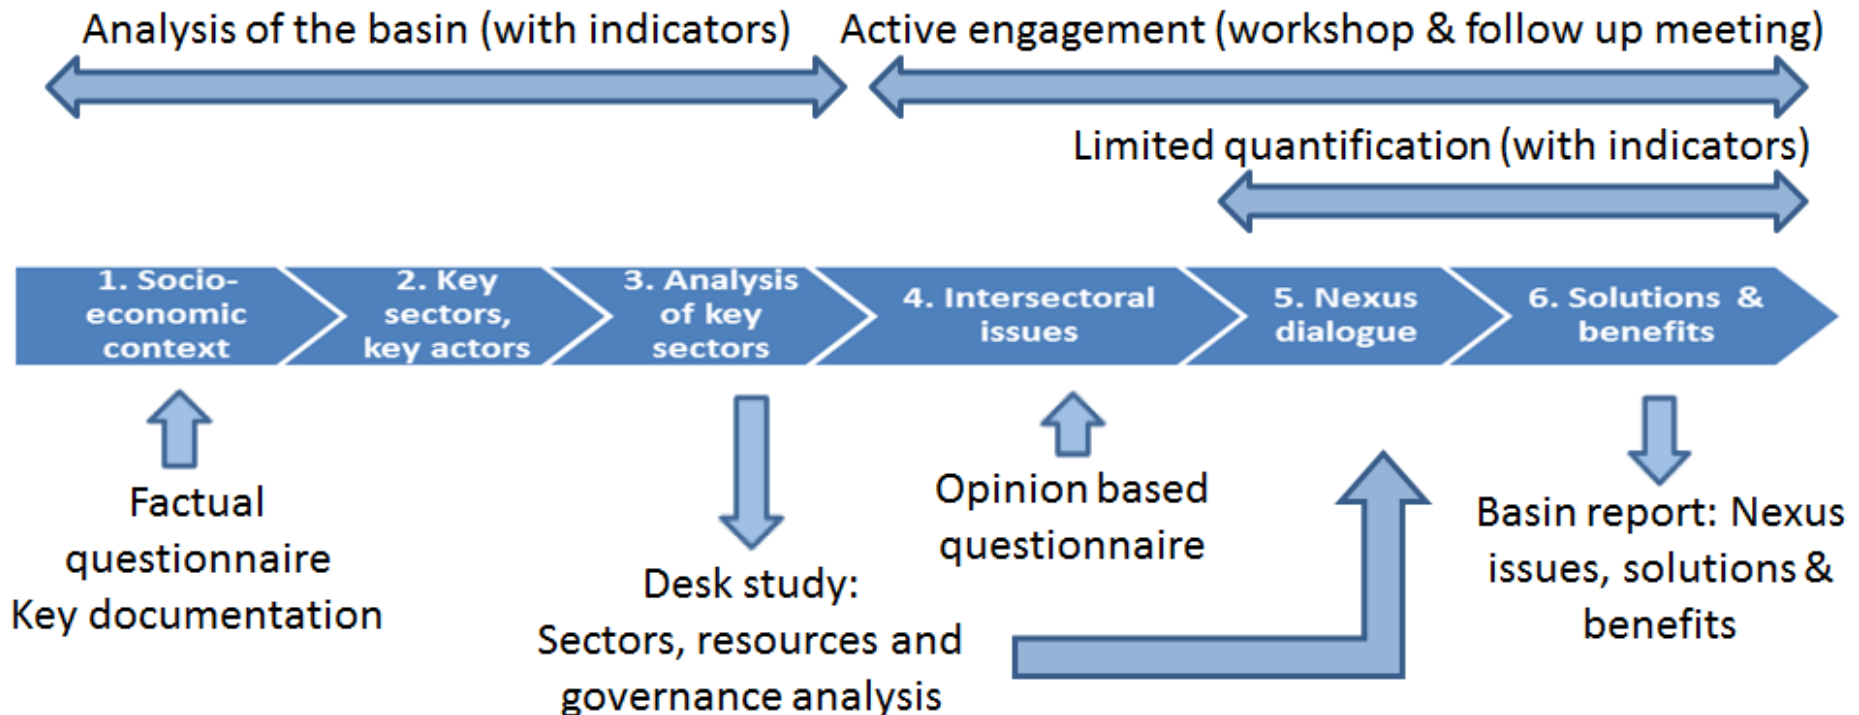 Analysis of the basin (with indicators)
Active engagement (workshop & follow up meeting)
Limited quantification (with indicators)
1. Socio-
economic
context
2. Key
sectors,
key actors
3. Analysis
of key
sectors
4. Intersectoral
issues
5. Nexus
dialogue
6. Solutions &
benefits
Factual
questionnaire
Key documentation
Desk study:
Sectors, resources and
governance analysis
Opinion based
questionnaire
Basin report: Nexus
issues, solutions &
benefits